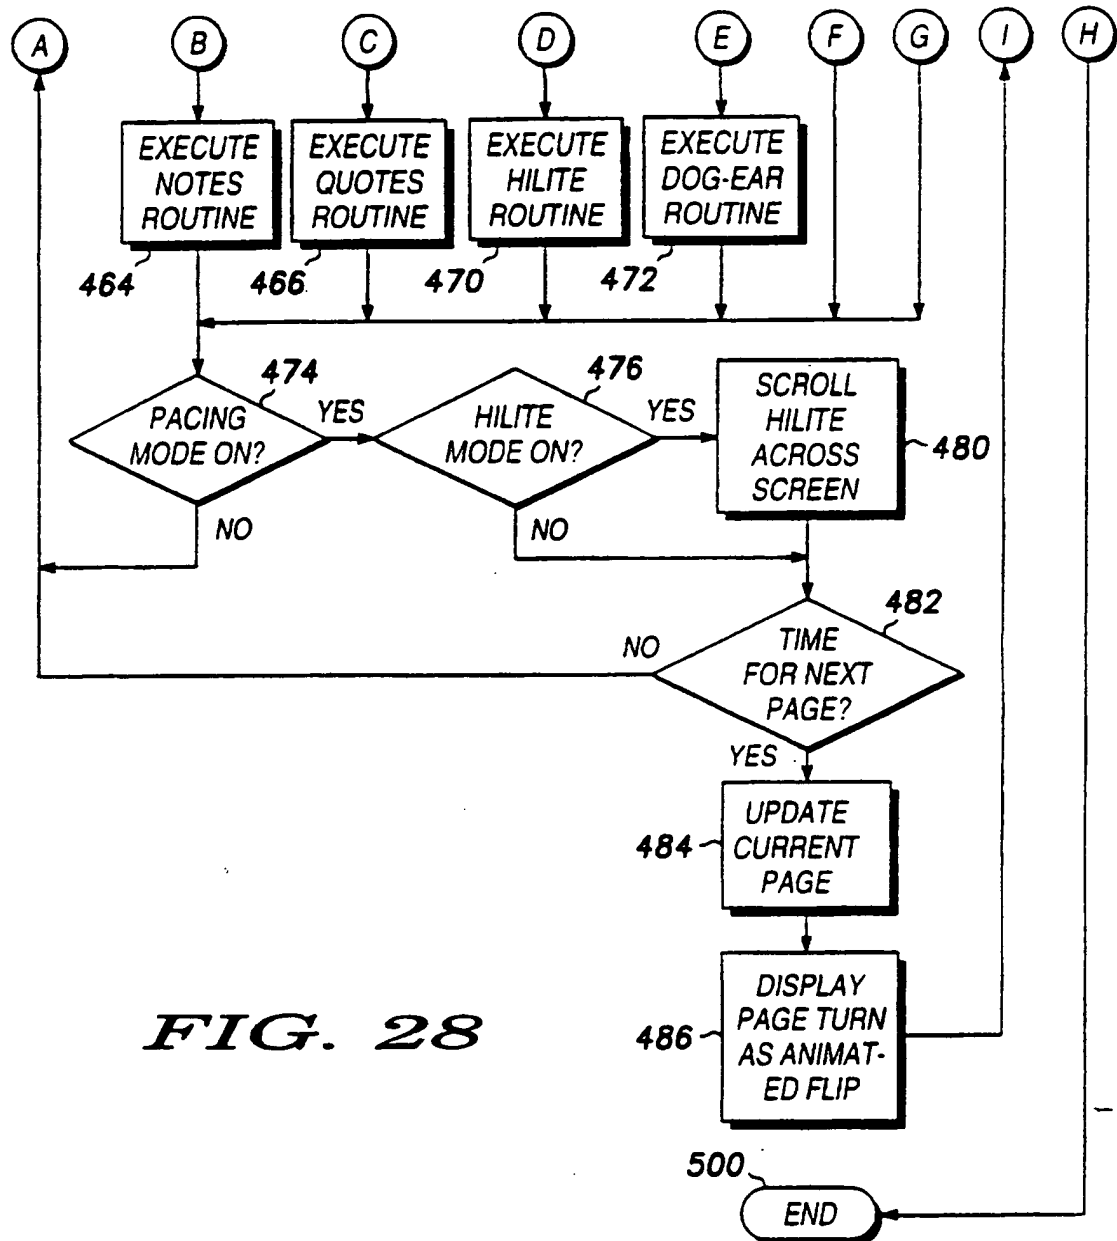 A B C D E F G I H
EXECUTE
NOTES
ROUTINE
464
EXECUTE
QUOTES
ROUTINE
466
EXECUTE
HILITE
ROUTINE
470
EXECUTE
DOG-EAR
ROUTINE
472
PACING
MODE ON?
474
YES
NO
HILITE
MODE ON?
476
YES
NO
SCROLL
HILITE
ACROSS
SCREEN
480
TIME
FOR NEXT
PAGE?
482
NO
YES
UPDATE
CURRENT
PAGE
484
DISPLAY
PAGE TURN
AS ANIMAT-
ED FLIP
486
FIG. 28
500
END